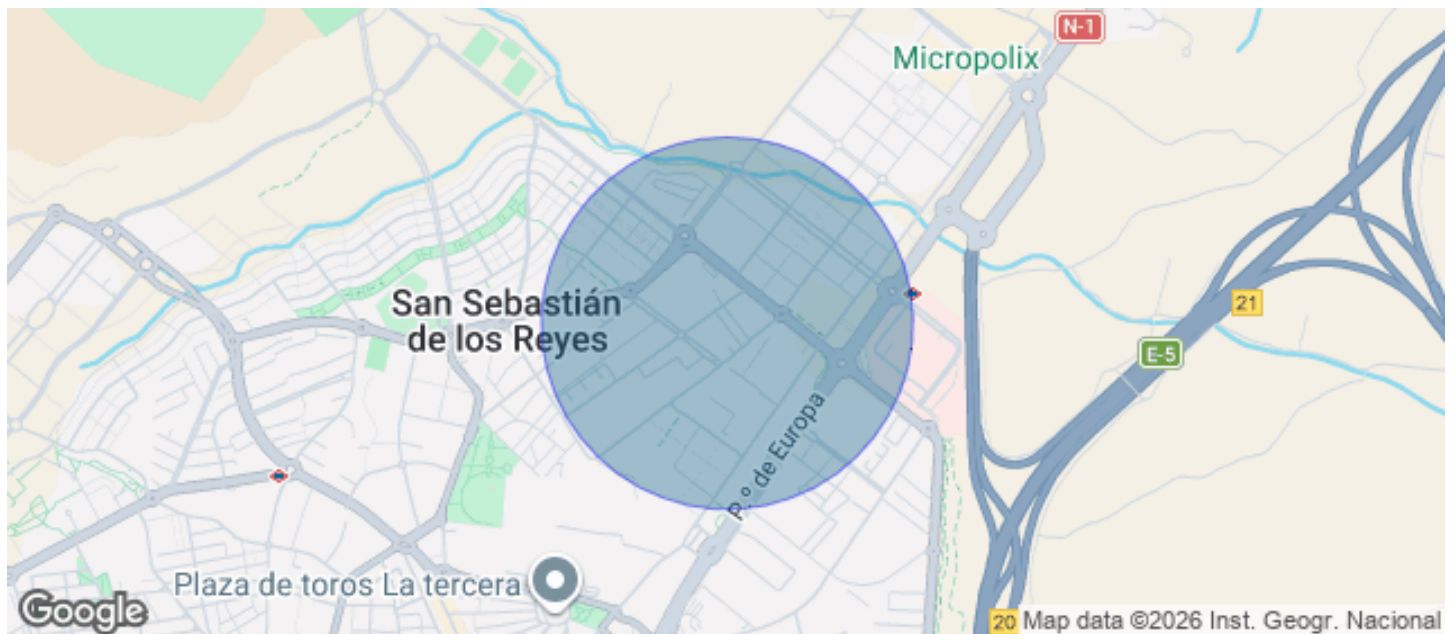 N-1
Micropolix
21
San Sebastián
de los Reyes
E-5
P.º de Europa
Plaza de toros La tercera
Google
20
Map data ©2026 Inst. Geogr. Nacional